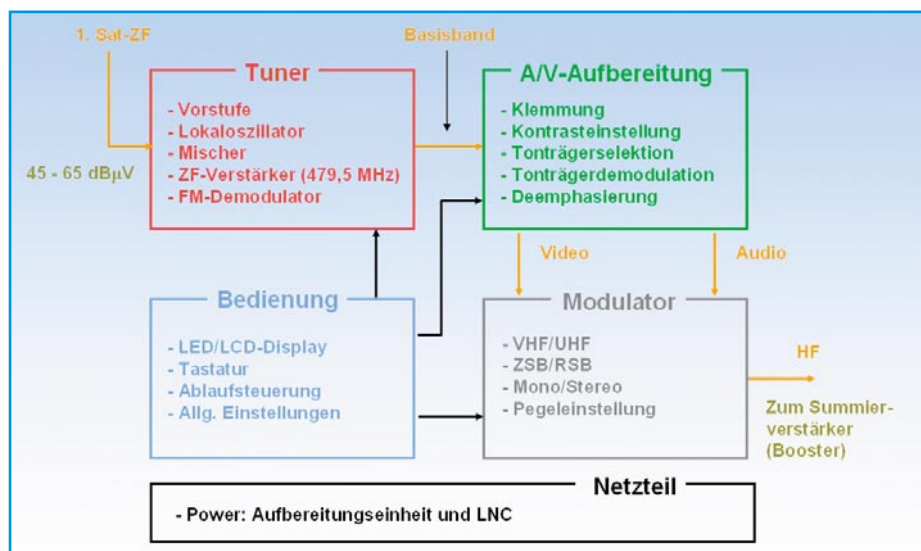 1. Sat-ZF
Basisband
Tuner
- Vorstufe
- Lokaloszillator
- Mischer
- ZF-Verstärker (479,5 MHz)
- FM-Demodulator
45 - 65 dBµV
A/V-Aufbereitung
- Klemmung
- Kontrasteinstellung
- Tonträgerselektion
- Tonträgerdemodulation
- Deemphasierung
Video
Audio
Bedienung
- LED/LCD-Display
- Tastatur
- Ablaufsteuerung
- Allg. Einstellungen
Modulator
- VHF/UHF
- ZSB/RSB
- Mono/Stereo
- Pegeleinstellung
HF
Zum Summier-
verstärker
(Booster)
Netzteil
- Power: Aufbereitungseinheit und LNC